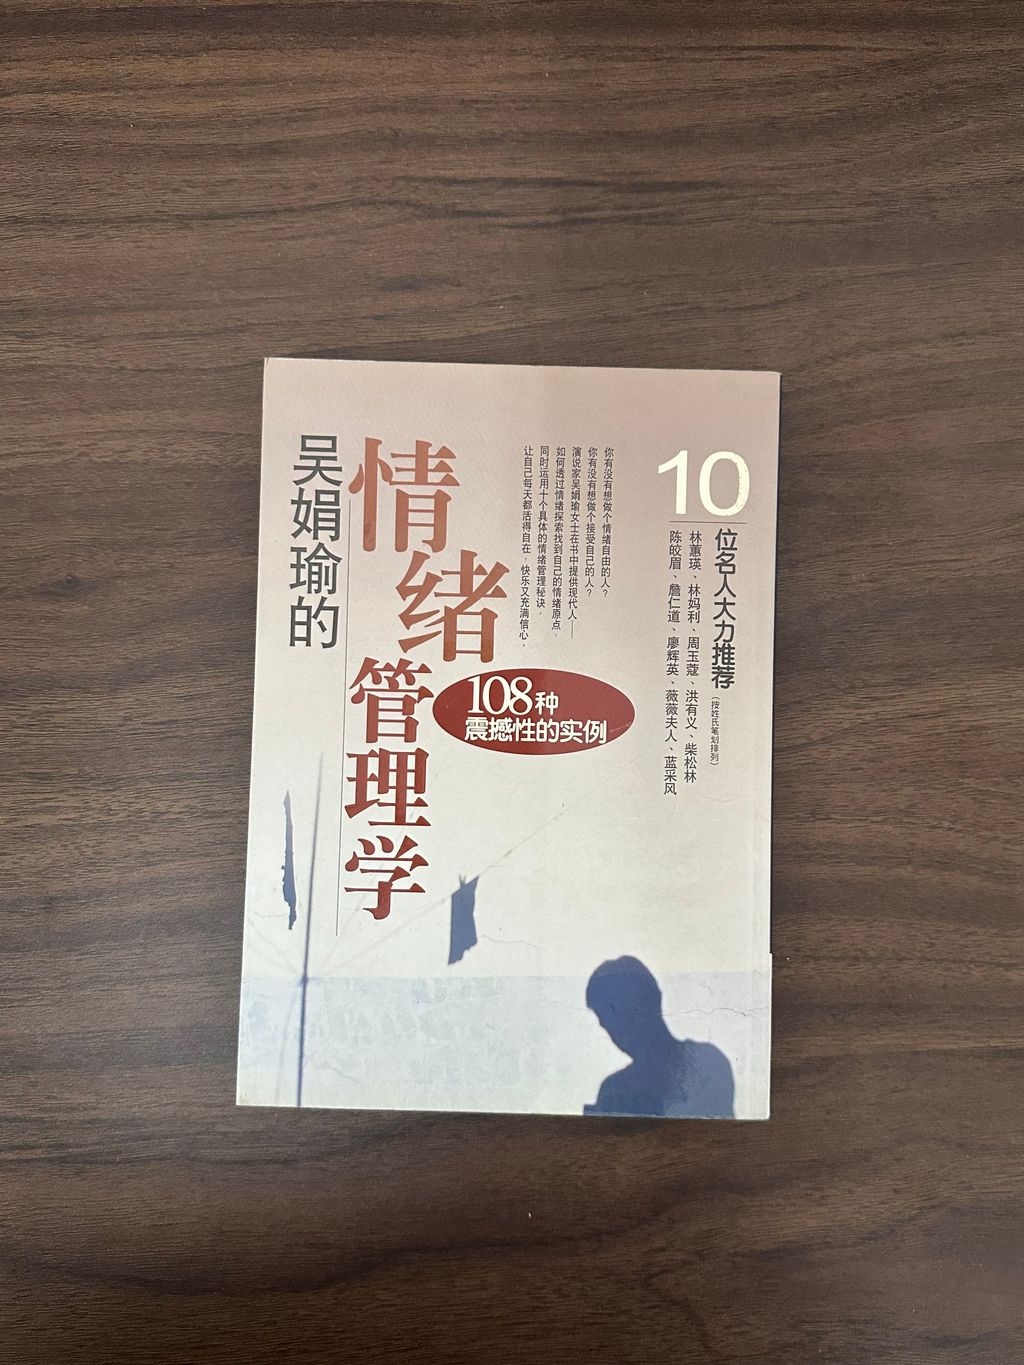 10
位名人大力推荐
(按姓氏笔划排列)
林蕙瑛、林妈利、周玉蔻、洪有义、柴松林
陈皎眉、詹仁道、廖辉英、薇薇夫人、蓝采风
你有没有想做个情绪自由的人?
你有没有想做个接受自己的人?
演说家吴娟瑜女士在书中提供现代人——
如何透过情绪探索找到自己的情绪原点,
同时运用十个具体的情绪管理秘诀,
让自己每天都活得自在,快乐又充满信心。
吴娟瑜的
情绪管理学
108种
震撼性的实例